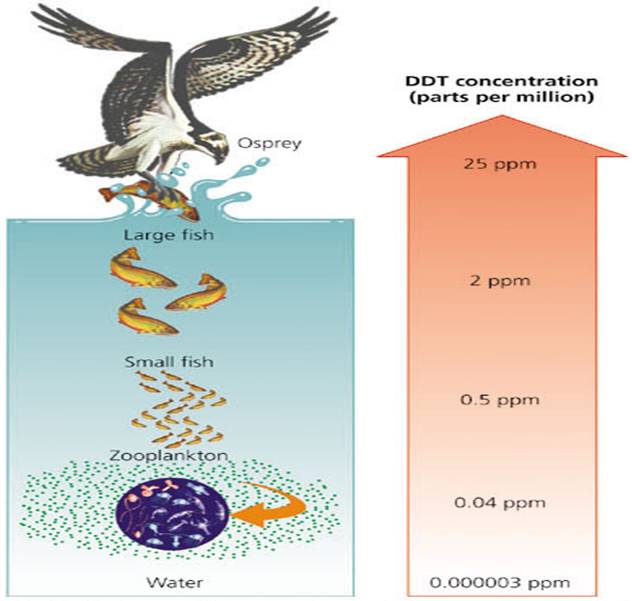 DDT concentration
(parts per million)
Osprey
25 ppm
Large fish
2 ppm
Small fish
0.5 ppm
Zooplankton
0.04 ppm
Water
0.000003 ppm